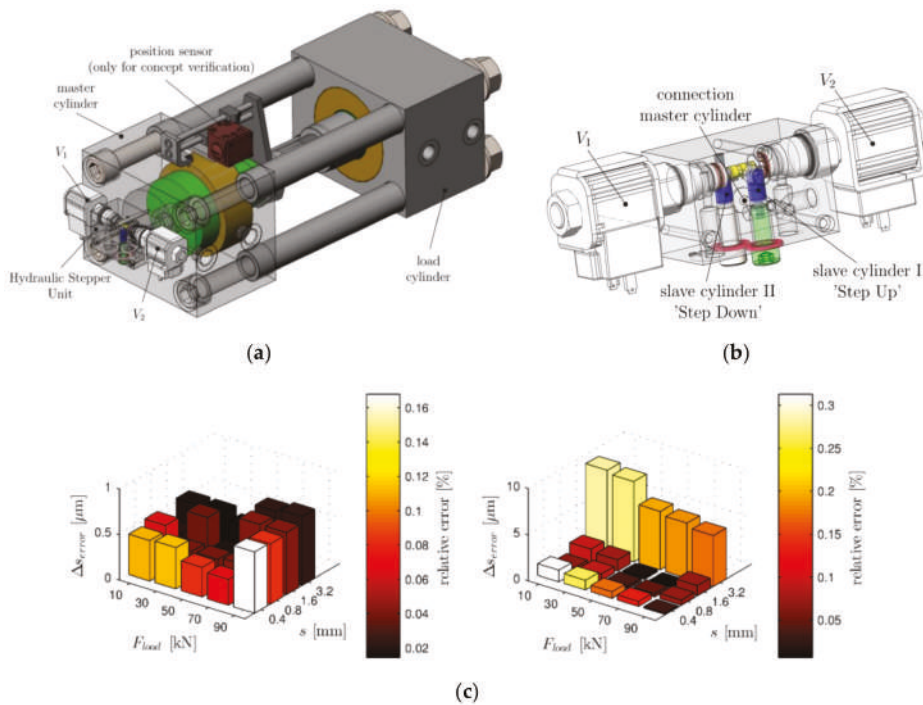 position sensor
(only for concept verification)
master
cylinder
V1
Hydraulic Stepper
Unit
V2
load
cylinder
(a)
V2
connection
master cylinder
V1
slave cylinder I
'Step Up'
slave cylinder II
'Step Down'
(b)
1
0.5
0
Δs_error [μm]
10
30
50
70
90
F_load [kN]
0.4
0.8
1.6
3.2
s [mm]
0.16
0.14
0.12
0.10
0.08
0.06
0.04
0.02
relative error [%]
10
5
0
Δs_error [μm]
10
30
50
70
90
F_load [kN]
0.4
0.8
1.6
3.2
s [mm]
0.3
0.25
0.2
0.15
0.1
0.05
relative error [%]
(c)